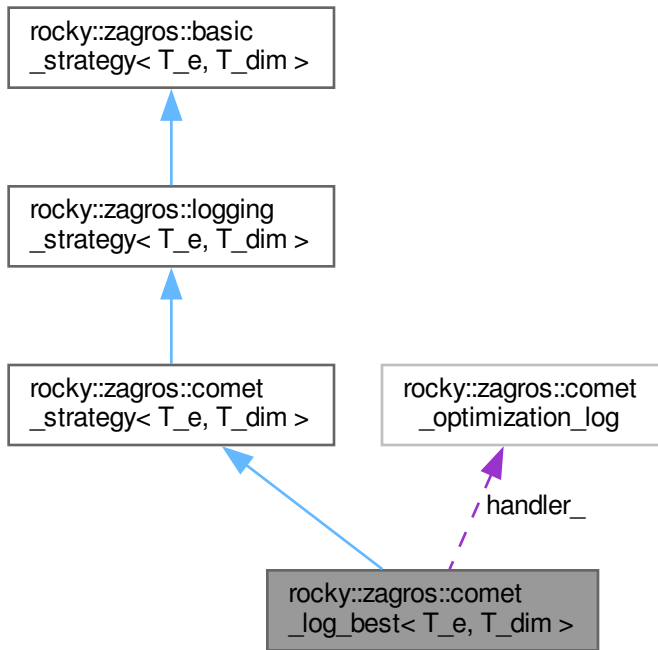 rocky::zagros::basic
_strategy< T_e, T_dim >
rocky::zagros::logging
_strategy< T_e, T_dim >
rocky::zagros::comet
_strategy< T_e, T_dim >
rocky::zagros::comet
_optimization_log
handler_
rocky::zagros::comet
_log_best< T_e, T_dim >